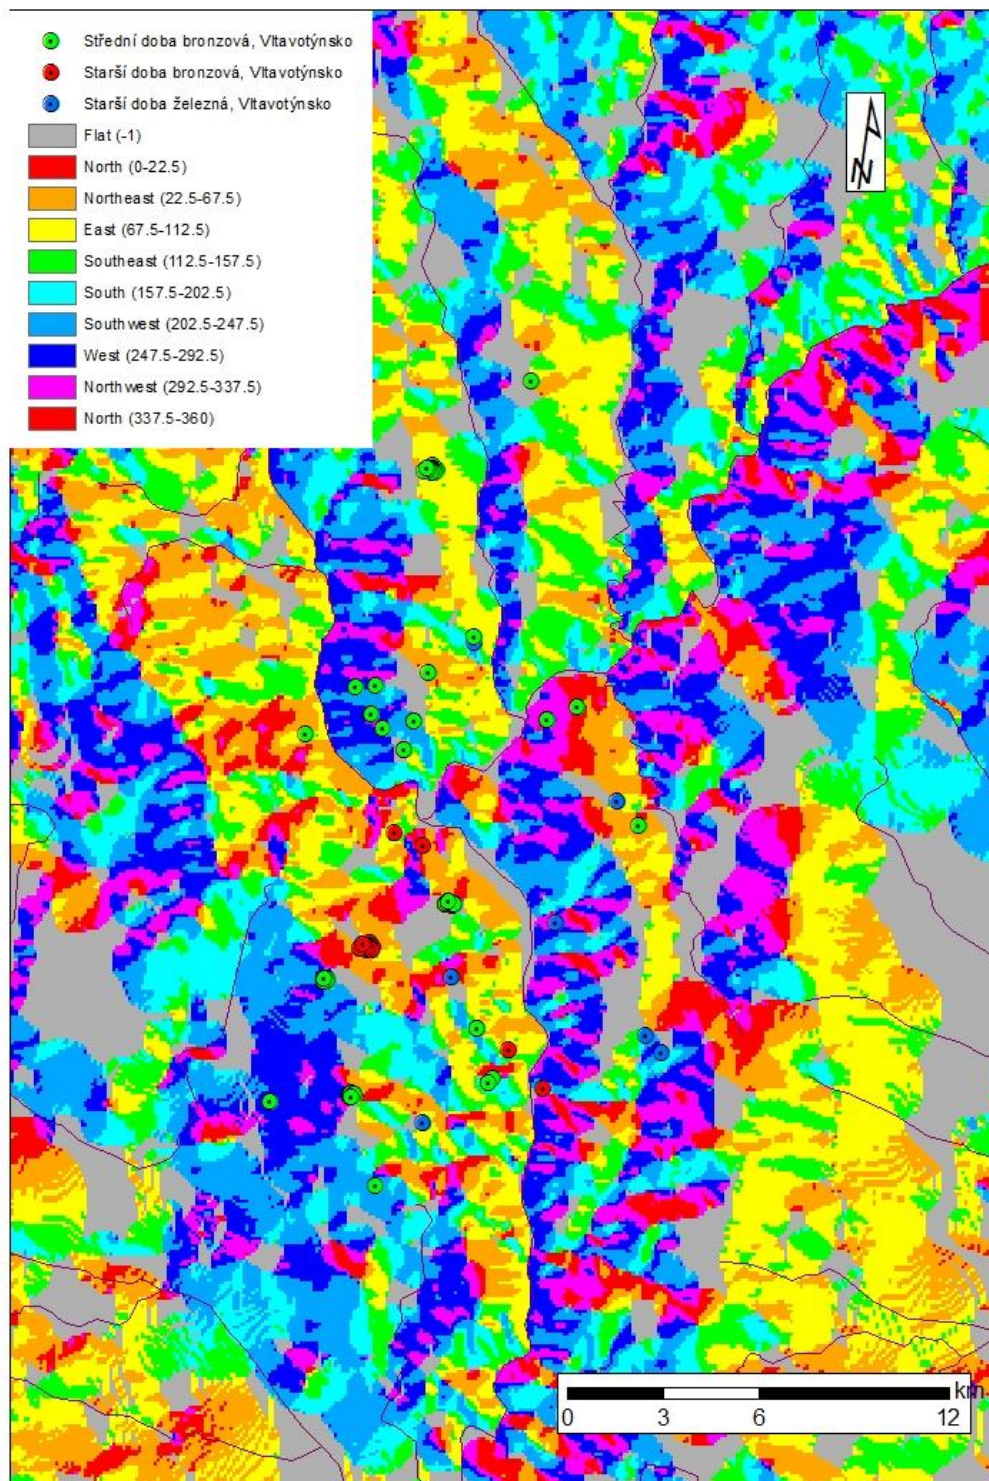 Střední doba bronzová, Vltavotýnsko
Starší doba bronzová, Vltavotýnsko
Starší doba železná, Vltavotýnsko
Flat (-1)
North (0-22.5)
Northeast (22.5-67.5)
East (67.5-112.5)
Southeast (112.5-157.5)
South (157.5-202.5)
Southwest (202.5-247.5)
West (247.5-292.5)
Northwest (292.5-337.5)
North (337.5-360)
N
km
0 3 6 12